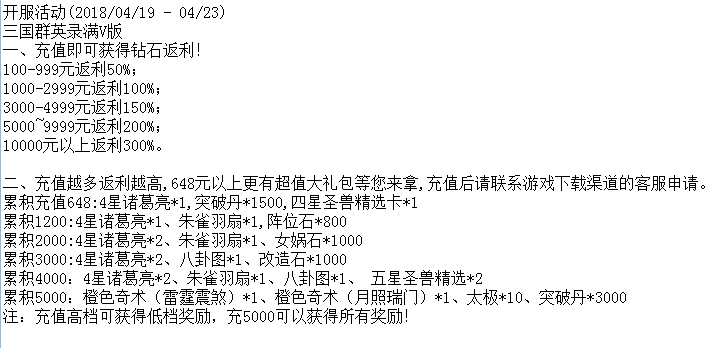 开服活动(2018/04/19 - 04/23)
三国群英录满V版
一、充值即可获得钻石返利!
100-999元返利50%;
1000-2999元返利100%;
3000-4999元返利150%;
5000~9999元返利200%;
10000元以上返利300%。
二、充值越多返利越高,648元以上更有超值大礼包等您来拿,充值后请联系游戏下载渠道的客服申请。
累积充值648:4星诸葛亮*1,突破丹*1500,四星圣兽精选卡*1
累积1200:4星诸葛亮*1、朱雀羽扇*1,阵位石*800
累积2000:4星诸葛亮*2、朱雀羽扇*1、女娲石*1000
累积3000:4星诸葛亮*2、八卦图*1、改造石*1000
累积4000：4星诸葛亮*2、朱雀羽扇*1、八卦图*1、 五星圣兽精选*2
累积5000：橙色奇术（雷霆震煞）*1、橙色奇术（月照瑞门）*1、太极*10、突破丹*3000
注：充值高档可获得低档奖励，充5000可以获得所有奖励!